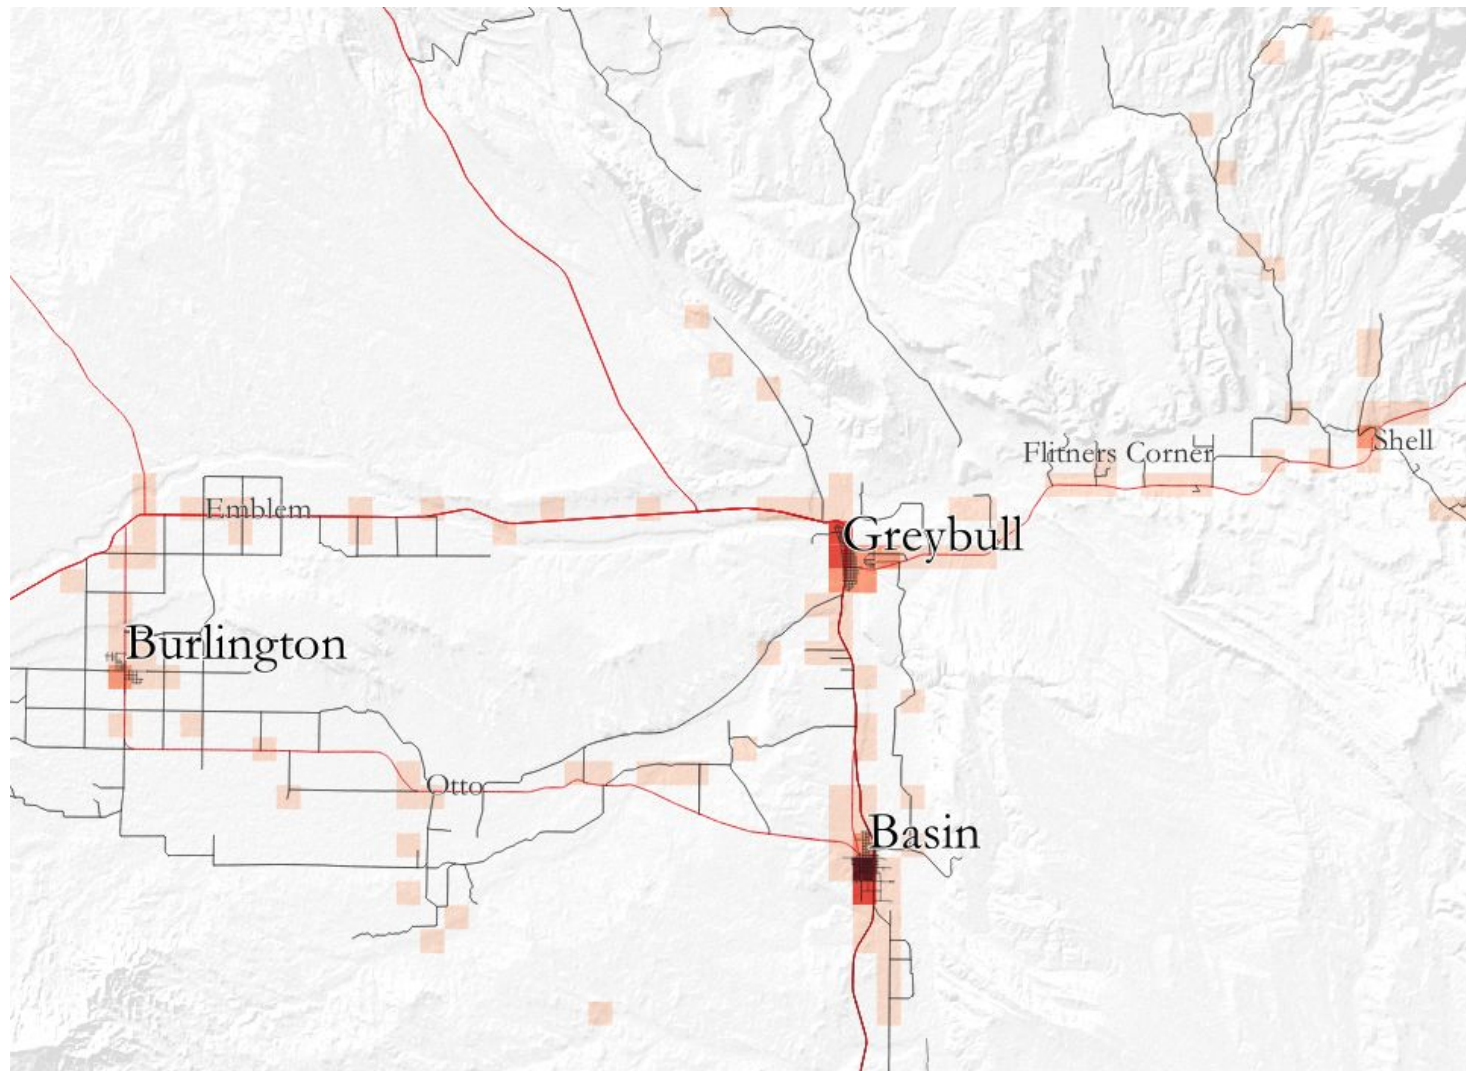 Shell
Flitners Corner
Emblem
Greybull
Burlington
Otto
Basin